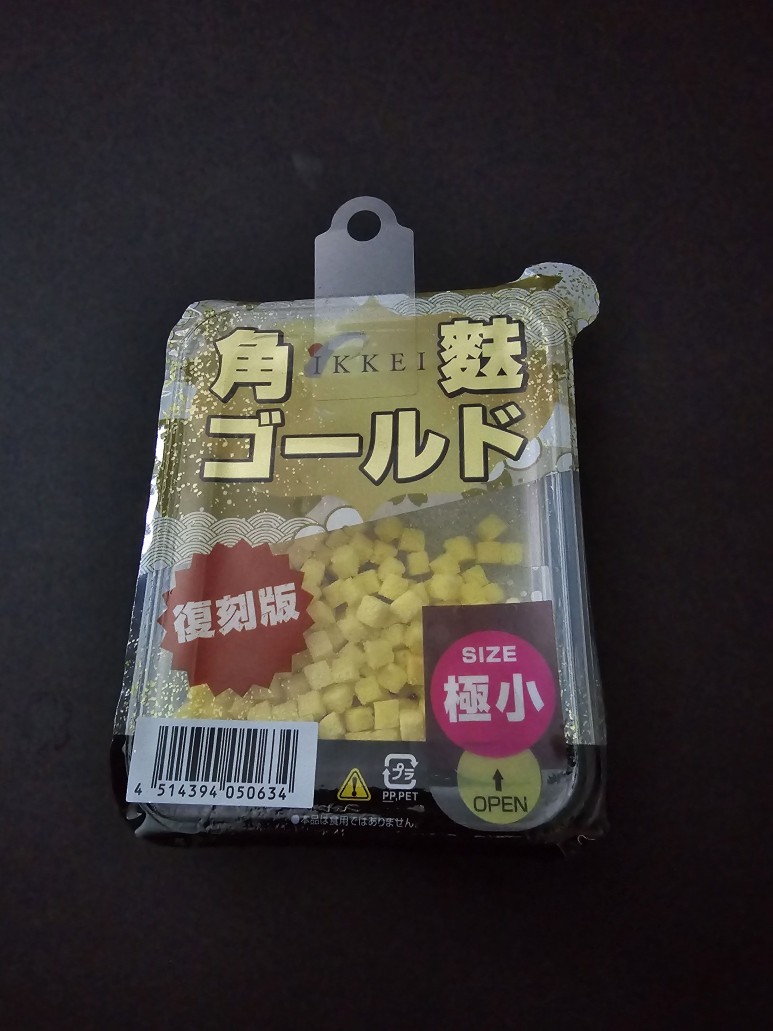 角 IKKEI 麩
ゴールド
復刻版
SIZE
極小
4 514394 050634
プラ
PP,PET
OPEN
●本品は食用ではありません